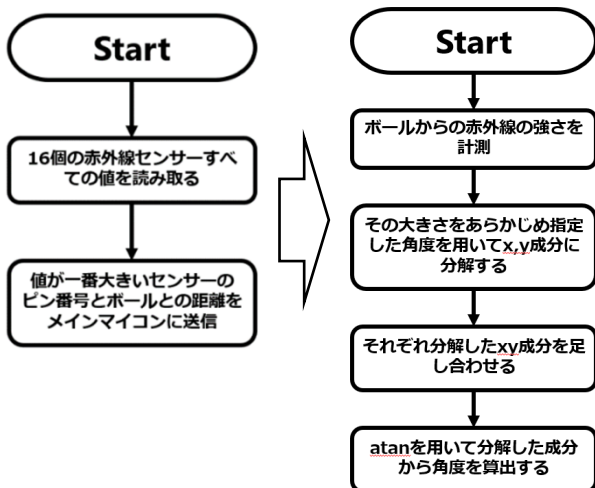 Start
16個の赤外線センサーすべ
ての値を読み取る
値が一番大きいセンサーの
ピン番号とボールとの距離を
メインマイコンに送信
Start
ボールからの赤外線の強さを
計測
その大きさをあらかじめ指定
した角度を用いてx,y成分に
分解する
それぞれ分解したxy成分を足
し合わせる
atanを用いて分解した成分
から角度を算出する